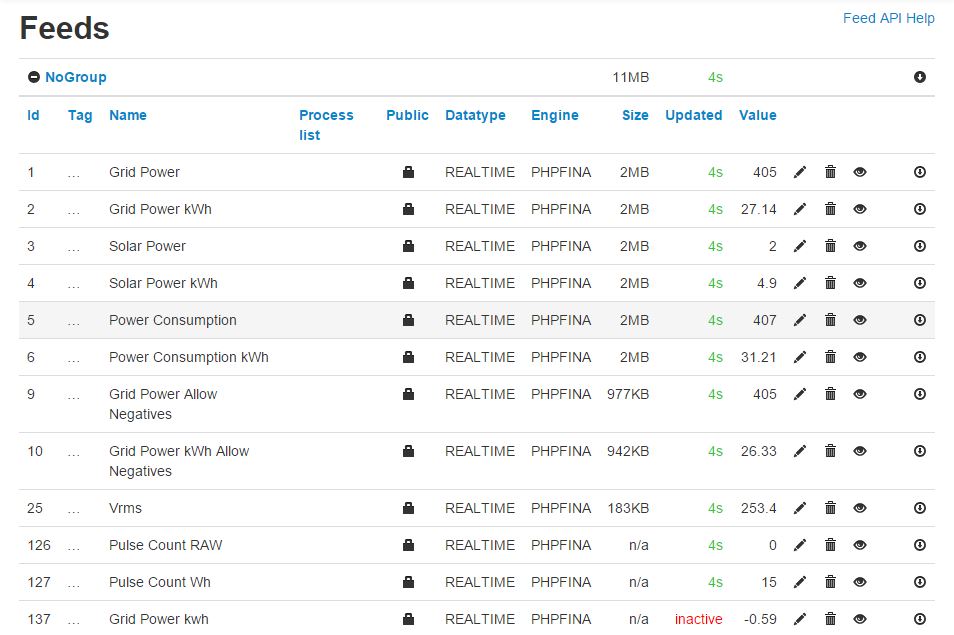 Feeds
Feed API Help
NoGroup 11MB 4s
Id Tag Name Process list Public Datatype Engine Size Updated Value
1 ... Grid Power REALTIME PHPFINA 2MB 4s 405
2 ... Grid Power kWh REALTIME PHPFINA 2MB 4s 27.14
3 ... Solar Power REALTIME PHPFINA 2MB 4s 2
4 ... Solar Power kWh REALTIME PHPFINA 2MB 4s 4.9
5 ... Power Consumption REALTIME PHPFINA 2MB 4s 407
6 ... Power Consumption kWh REALTIME PHPFINA 2MB 4s 31.21
9 ... Grid Power Allow REALTIME PHPFINA 977KB 4s 405
Negatives
10 ... Grid Power kWh Allow REALTIME PHPFINA 942KB 4s 26.33
Negatives
25 ... Vrms REALTIME PHPFINA 183KB 4s 253.4
126 ... Pulse Count RAW REALTIME PHPFINA n/a 4s 0
127 ... Pulse Count Wh REALTIME PHPFINA n/a 4s 15
137 ... Grid Power kwh REALTIME PHPFINA n/a inactive -0.59